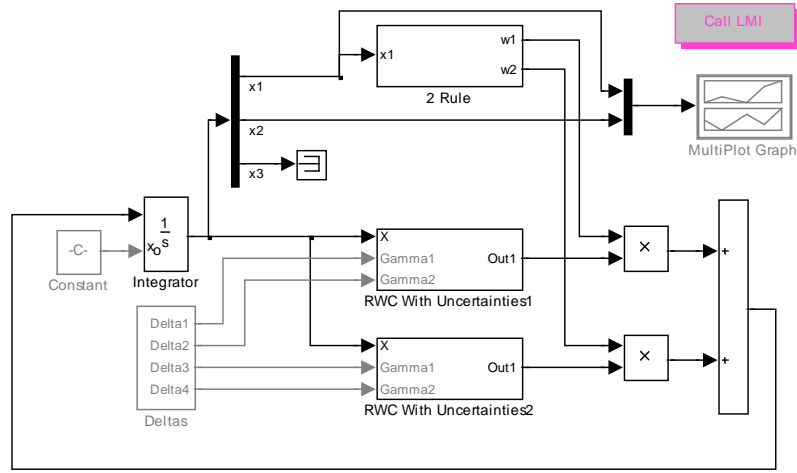 Call LMI
w1
x1
w2
x1
2 Rule
x2
MultiPlot Graph
x3
1
s
xo
-C-
Constant
Integrator
X
Gamma1
Gamma2
Out1
RWC With Uncertainties1
×
+
Delta1
Delta2
Delta3
Delta4
Deltas
X
Gamma1
Gamma2
Out1
RWC With Uncertainties2
×
+